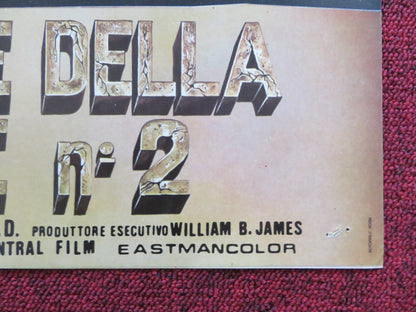 E DELLA
E n. 2
.D. PRODUTTORE ESECUTIVO WILLIAM B. JAMES
NTRAL FILM EASTMANCOLOR